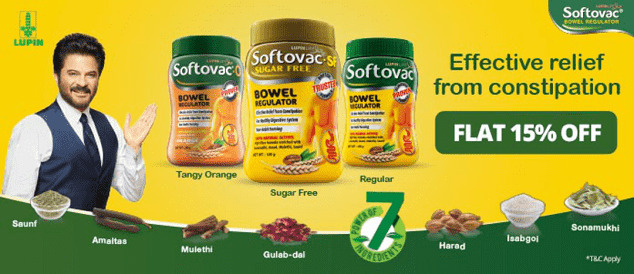 LUPIN
Softovac®
BOWEL REGULATOR
Effective relief
from constipation
FLAT 15% OFF
Softovac-O
BOWEL
REGULATOR
Softovac-SF
SUGAR FREE
BOWEL
REGULATOR
TRUSTED
Softovac
BOWEL
REGULATOR
Tangy Orange
Sugar Free
Regular
POWER OF
7
INGREDIENTS
Saunf
Amaltas
Mulethi
Gulab-dal
Harad
Isabgol
Sonamukhi
*T&C Apply